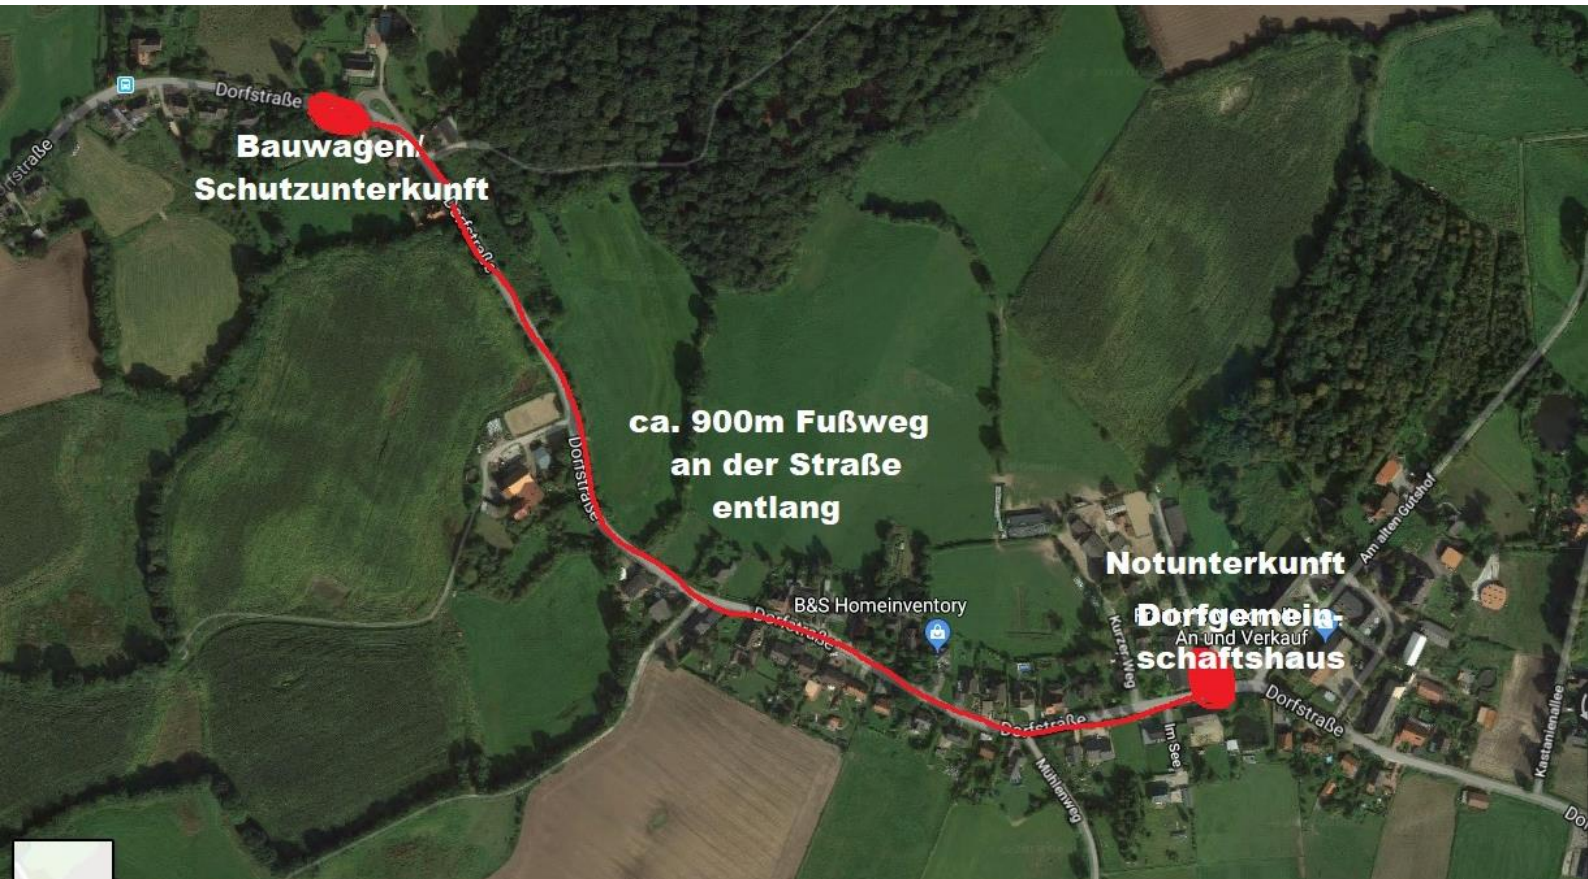 Dorfstraße
Bauwagen/
Schutzunterkunft
Dorfstraße
ca. 900m Fußweg
an der Straße
entlang
Dorfstraße
Am alten Gutshof
Notunterkunft
B&S Homeinventory
Dorfgemein-
An und Verkauf
schaftshaus
Dorfstraße
Kurzer Weg
Dorfstraße
Dorfstraße
Im See
Kastanienallee
Mühlenweg